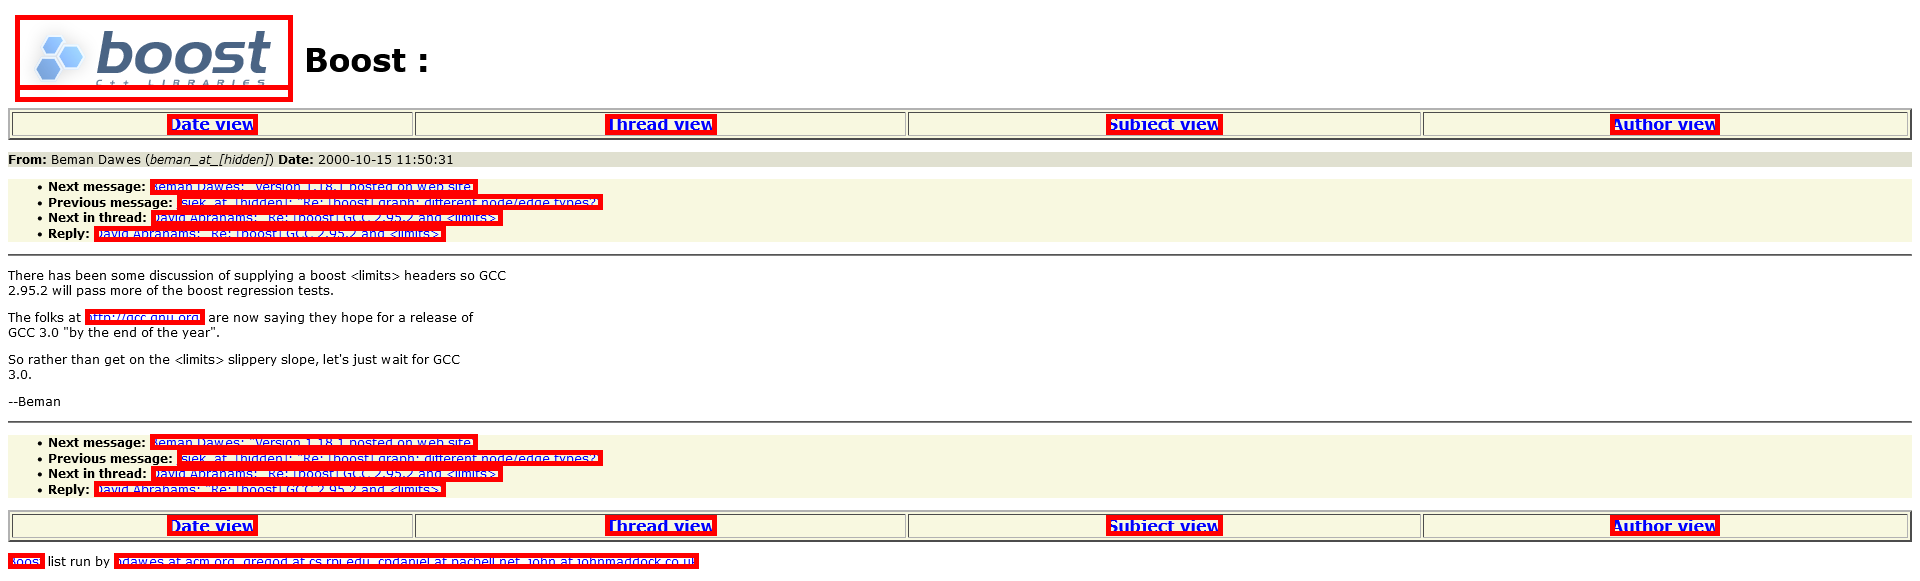 boost
C++ LIBRARIES
Boost :
Date view Thread view Subject view Author view
From: Beman Dawes (beman_at_[hidden]) Date: 2000-10-15 11:50:31
• Next message: Beman Dawes: "Version 1.18.1 posted on web site"
• Previous message: jsiek_at_[hidden]: "Re: [boost] graph: different node/edge types?"
• Next in thread: David Abrahams: "Re: [boost] GCC 2.95.2 and <limits>"
• Reply: David Abrahams: "Re: [boost] GCC 2.95.2 and <limits>"
There has been some discussion of supplying a boost <limits> headers so GCC
2.95.2 will pass more of the boost regression tests.
The folks at http://gcc.gnu.org/ are now saying they hope for a release of
GCC 3.0 "by the end of the year".
So rather than get on the <limits> slippery slope, let's just wait for GCC
3.0.
--Beman
• Next message: Beman Dawes: "Version 1.18.1 posted on web site"
• Previous message: jsiek_at_[hidden]: "Re: [boost] graph: different node/edge types?"
• Next in thread: David Abrahams: "Re: [boost] GCC 2.95.2 and <limits>"
• Reply: David Abrahams: "Re: [boost] GCC 2.95.2 and <limits>"
Date view Thread view Subject view Author view
Boost list run by bdawes at acm.org, gregod at cs.rpi.edu, cpdaniel at pacbell.net, john at johnmaddock.co.uk